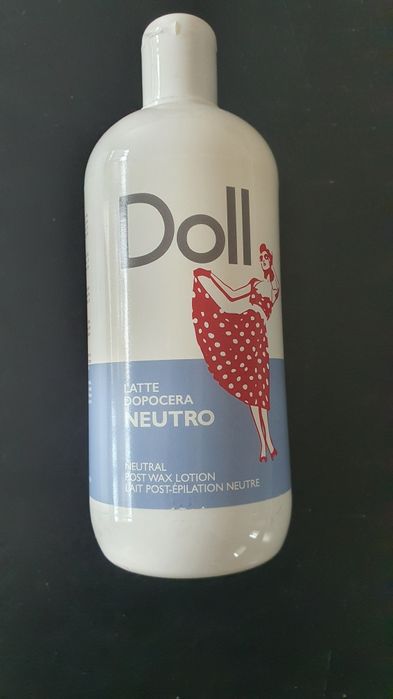 Doll
LATTE
DOPOCERA
NEUTRO
NEUTRAL
POST WAX LOTION
LAIT POST-ÉPILATION NEUTRE